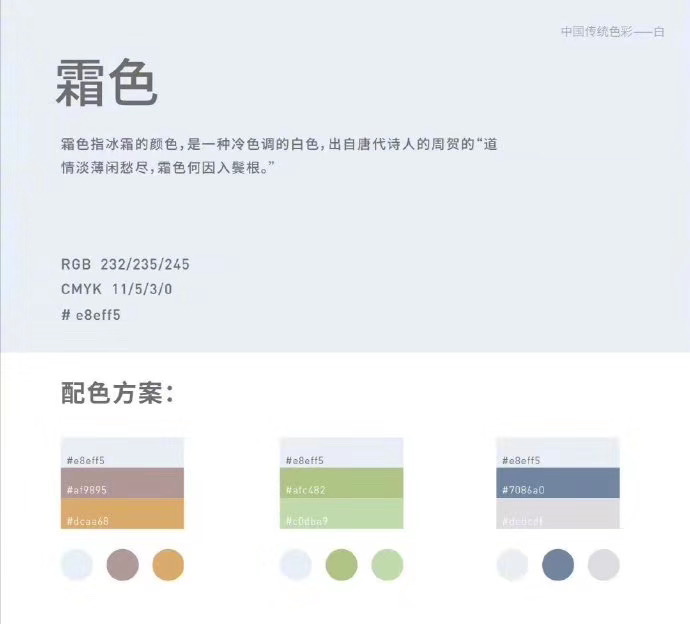 中国传统色彩——白
霜色
霜色指冰霜的颜色，是一种冷色调的白色，出自唐代诗人的周贺的“道
情淡薄闲愁尽，霜色何因入鬓根。”
RGB 232/235/245
CMYK 11/5/3/0
# e8eff5
配色方案：
#e8eff5 #e8eff5 #e8eff5
#af9895 #afc482 #7086a0
#dcaa68 #c0dba9